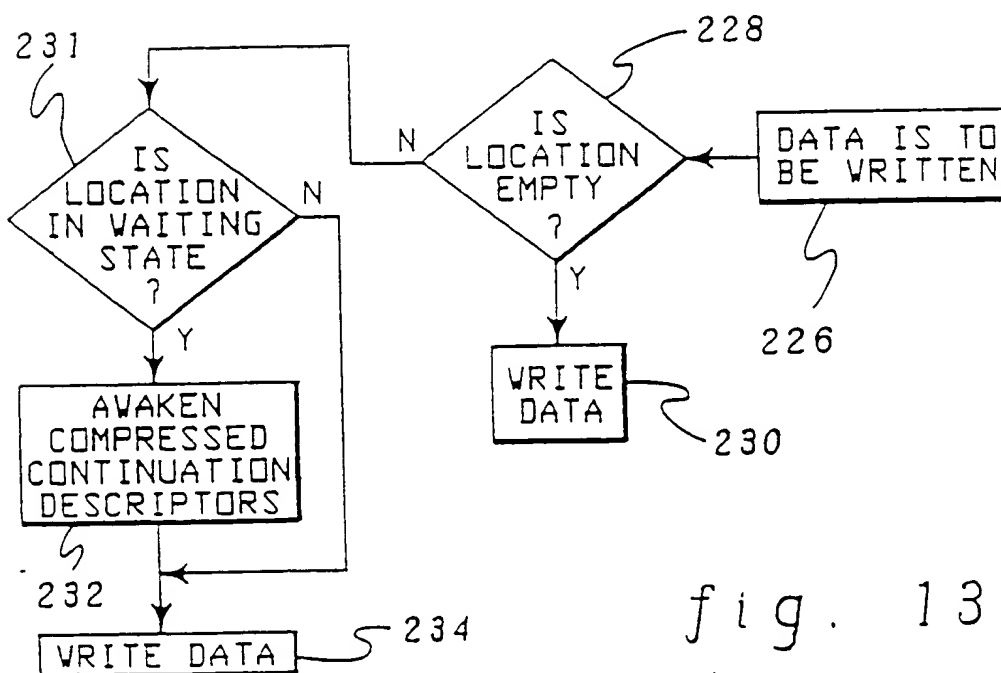 231
228
IS
LOCATION
IN WAITING
STATE
?
N
Y
N
IS
LOCATION
EMPTY
?
Y
DATA IS TO
BE WRITTEN
226
WRITE
DATA
230
AWAKEN
COMPRESSED
CONTINUATION
DESCRIPTORS
232
WRITE DATA
234
fig. 13